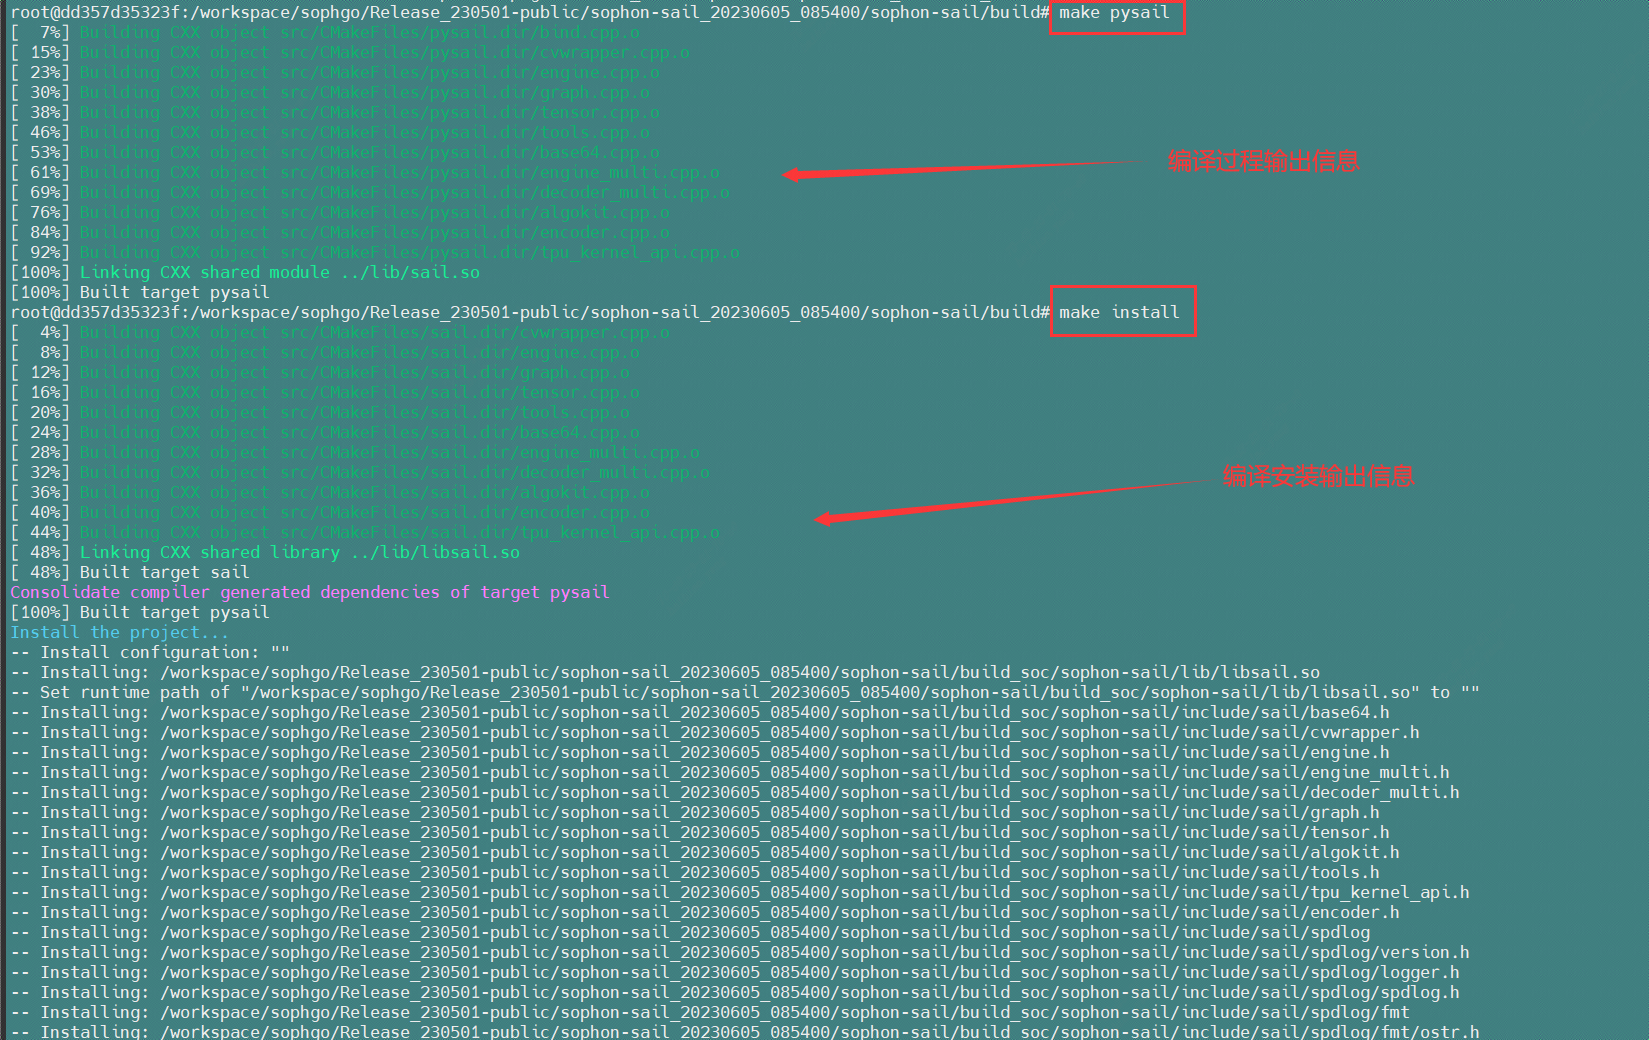 root@dd357d35323f:/workspace/sophgo/Release_230501-public/sophon-sail_20230605_085400/sophon-sail/build# make pysail
[  7%] Building CXX object src/CMakeFiles/pysail.dir/bind.cpp.o
[ 15%] Building CXX object src/CMakeFiles/pysail.dir/cvwrapper.cpp.o
[ 23%] Building CXX object src/CMakeFiles/pysail.dir/engine.cpp.o
[ 30%] Building CXX object src/CMakeFiles/pysail.dir/graph.cpp.o
[ 38%] Building CXX object src/CMakeFiles/pysail.dir/tensor.cpp.o
[ 46%] Building CXX object src/CMakeFiles/pysail.dir/tools.cpp.o
[ 53%] Building CXX object src/CMakeFiles/pysail.dir/base64.cpp.o
编译过程输出信息
[ 61%] Building CXX object src/CMakeFiles/pysail.dir/engine_multi.cpp.o
[ 69%] Building CXX object src/CMakeFiles/pysail.dir/decoder_multi.cpp.o
[ 76%] Building CXX object src/CMakeFiles/pysail.dir/algokit.cpp.o
[ 84%] Building CXX object src/CMakeFiles/pysail.dir/encoder.cpp.o
[ 92%] Building CXX object src/CMakeFiles/pysail.dir/tpu_kernel_api.cpp.o
[100%] Linking CXX shared module ../lib/sail.so
[100%] Built target pysail
root@dd357d35323f:/workspace/sophgo/Release_230501-public/sophon-sail_20230605_085400/sophon-sail/build# make install
[  4%] Building CXX object src/CMakeFiles/sail.dir/cvwrapper.cpp.o
[  8%] Building CXX object src/CMakeFiles/sail.dir/engine.cpp.o
[ 12%] Building CXX object src/CMakeFiles/sail.dir/graph.cpp.o
[ 16%] Building CXX object src/CMakeFiles/sail.dir/tensor.cpp.o
[ 20%] Building CXX object src/CMakeFiles/sail.dir/tools.cpp.o
[ 24%] Building CXX object src/CMakeFiles/sail.dir/base64.cpp.o
[ 28%] Building CXX object src/CMakeFiles/sail.dir/engine_multi.cpp.o
[ 32%] Building CXX object src/CMakeFiles/sail.dir/decoder_multi.cpp.o
编译安装输出信息
[ 36%] Building CXX object src/CMakeFiles/sail.dir/algokit.cpp.o
[ 40%] Building CXX object src/CMakeFiles/sail.dir/encoder.cpp.o
[ 44%] Building CXX object src/CMakeFiles/sail.dir/tpu_kernel_api.cpp.o
[ 48%] Linking CXX shared library ../lib/libsail.so
[ 48%] Built target sail
Consolidate compiler generated dependencies of target pysail
[100%] Built target pysail
Install the project...
-- Install configuration: ""
-- Installing: /workspace/sophgo/Release_230501-public/sophon-sail_20230605_085400/sophon-sail/build_soc/sophon-sail/lib/libsail.so
-- Set runtime path of "/workspace/sophgo/Release_230501-public/sophon-sail_20230605_085400/sophon-sail/build_soc/sophon-sail/lib/libsail.so" to ""
-- Installing: /workspace/sophgo/Release_230501-public/sophon-sail_20230605_085400/sophon-sail/build_soc/sophon-sail/include/sail/base64.h
-- Installing: /workspace/sophgo/Release_230501-public/sophon-sail_20230605_085400/sophon-sail/build_soc/sophon-sail/include/sail/cvwrapper.h
-- Installing: /workspace/sophgo/Release_230501-public/sophon-sail_20230605_085400/sophon-sail/build_soc/sophon-sail/include/sail/engine.h
-- Installing: /workspace/sophgo/Release_230501-public/sophon-sail_20230605_085400/sophon-sail/build_soc/sophon-sail/include/sail/engine_multi.h
-- Installing: /workspace/sophgo/Release_230501-public/sophon-sail_20230605_085400/sophon-sail/build_soc/sophon-sail/include/sail/decoder_multi.h
-- Installing: /workspace/sophgo/Release_230501-public/sophon-sail_20230605_085400/sophon-sail/build_soc/sophon-sail/include/sail/graph.h
-- Installing: /workspace/sophgo/Release_230501-public/sophon-sail_20230605_085400/sophon-sail/build_soc/sophon-sail/include/sail/tensor.h
-- Installing: /workspace/sophgo/Release_230501-public/sophon-sail_20230605_085400/sophon-sail/build_soc/sophon-sail/include/sail/algokit.h
-- Installing: /workspace/sophgo/Release_230501-public/sophon-sail_20230605_085400/sophon-sail/build_soc/sophon-sail/include/sail/tools.h
-- Installing: /workspace/sophgo/Release_230501-public/sophon-sail_20230605_085400/sophon-sail/build_soc/sophon-sail/include/sail/tpu_kernel_api.h
-- Installing: /workspace/sophgo/Release_230501-public/sophon-sail_20230605_085400/sophon-sail/build_soc/sophon-sail/include/sail/encoder.h
-- Installing: /workspace/sophgo/Release_230501-public/sophon-sail_20230605_085400/sophon-sail/build_soc/sophon-sail/include/sail/spdlog
-- Installing: /workspace/sophgo/Release_230501-public/sophon-sail_20230605_085400/sophon-sail/build_soc/sophon-sail/include/sail/spdlog/version.h
-- Installing: /workspace/sophgo/Release_230501-public/sophon-sail_20230605_085400/sophon-sail/build_soc/sophon-sail/include/sail/spdlog/logger.h
-- Installing: /workspace/sophgo/Release_230501-public/sophon-sail_20230605_085400/sophon-sail/build_soc/sophon-sail/include/sail/spdlog/spdlog.h
-- Installing: /workspace/sophgo/Release_230501-public/sophon-sail_20230605_085400/sophon-sail/build_soc/sophon-sail/include/sail/spdlog/fmt
-- Installing: /workspace/sophgo/Release_230501-public/sophon-sail_20230605_085400/sophon-sail/build_soc/sophon-sail/include/sail/spdlog/fmt/ostr.h